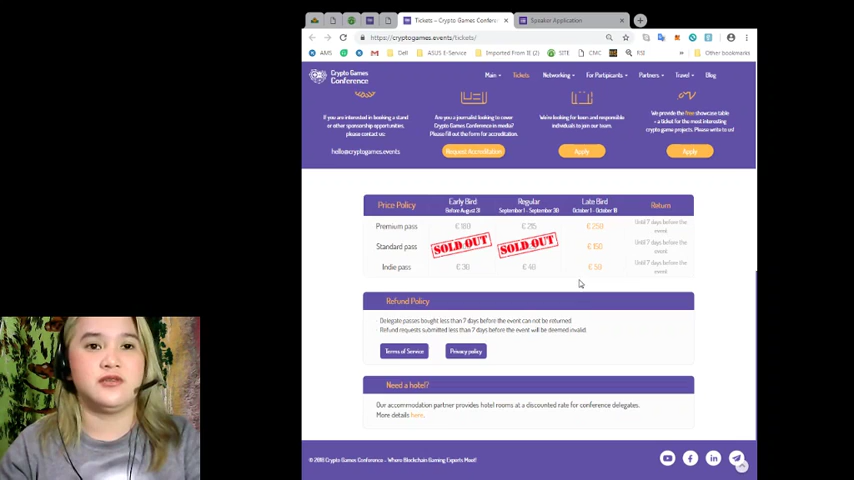 Tickets – Crypto Games Conferen
Speaker Application
https://cryptogames.events/tickets/
AMS
Dell
ASUS E-Service
Imported From IE (2)
SITE
CMC
RSI
Other bookmarks
Crypto Games
Conference
Main
Tickets
Networking
For Partipicants
Partners
Travel
Blog
If you are interested in booking a stand
or other sponsorship opportunities,
please contact us:
hello@cryptogames.events
Are you a journalist looking to cover
Crypto Games Conference in media?
Please fill out the form for accreditation.
Request Accreditation
We're looking for team and responsible
individuals to join our team.
Apply
We provide the free showcase table
- a ticket for the most interesting
crypto game projects. Please write to us!
Apply
Price Policy
Early Bird
Before August 31
Regular
September 1 - September 30
Late Bird
October 1 - October 18
Return
Premium pass
€ 180
€ 215
€ 250
Until 7 days before the
event
Standard pass
SOLD OUT
SOLD OUT
€ 150
Until 7 days before the
event
Indie pass
€ 30
€ 40
€ 50
Until 7 days before the
event
Refund Policy
Delegate passes bought less than 7 days before the event can not be returned.
Refund requests submitted less than 7 days before the event will be deemed invalid.
Terms of Service
Privacy policy
Need a hotel?
Our accommodation partner provides hotel rooms at a discounted rate for conference delegates.
More details here.
© 2018 Crypto Games Conference - Where Blockchain Gaming Experts Meet!